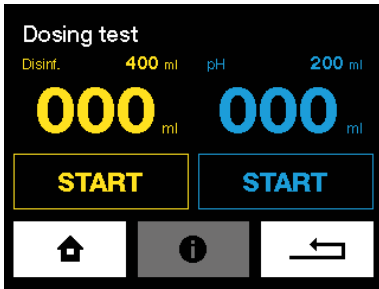 Dosing test
Disinf. 400 ml pH 200 ml
000 ml 000 ml
START START
i